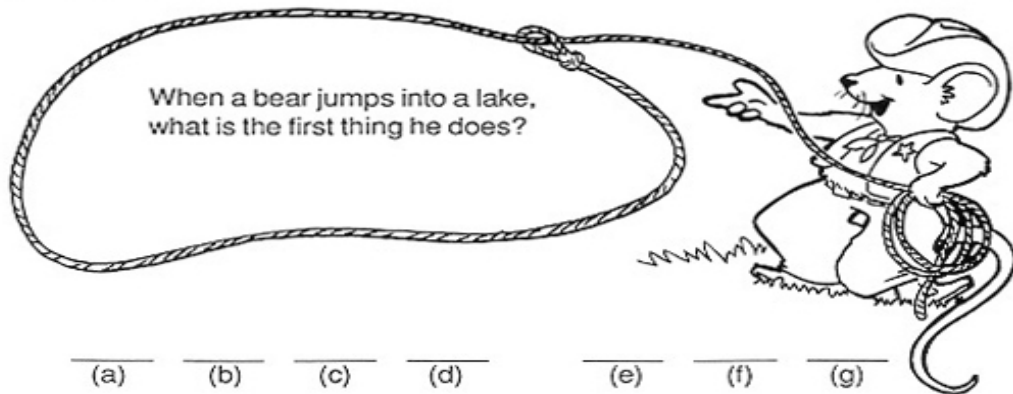 When a bear jumps into a lake,
what is the first thing he does?
(a) (b) (c) (d) (e) (f) (g)